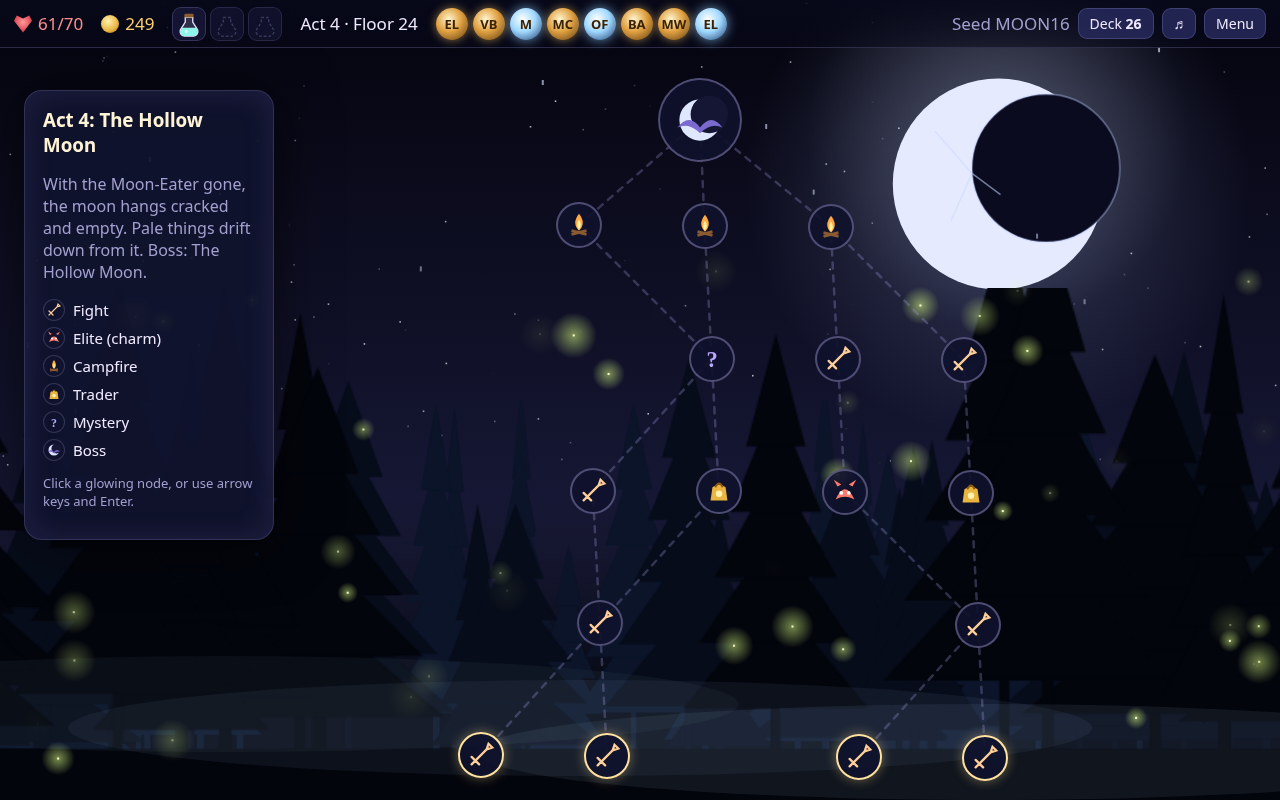 61/70 249 Act 4 · Floor 24 EL VB M MC OF BA MW EL Seed MOON16 Deck 26 ♬ Menu
Act 4: The Hollow
Moon
With the Moon-Eater gone,
the moon hangs cracked
and empty. Pale things drift
down from it. Boss: The
Hollow Moon.
Fight
Elite (charm)
Campfire
Trader
? Mystery
Boss
Click a glowing node, or use arrow
keys and Enter.
?